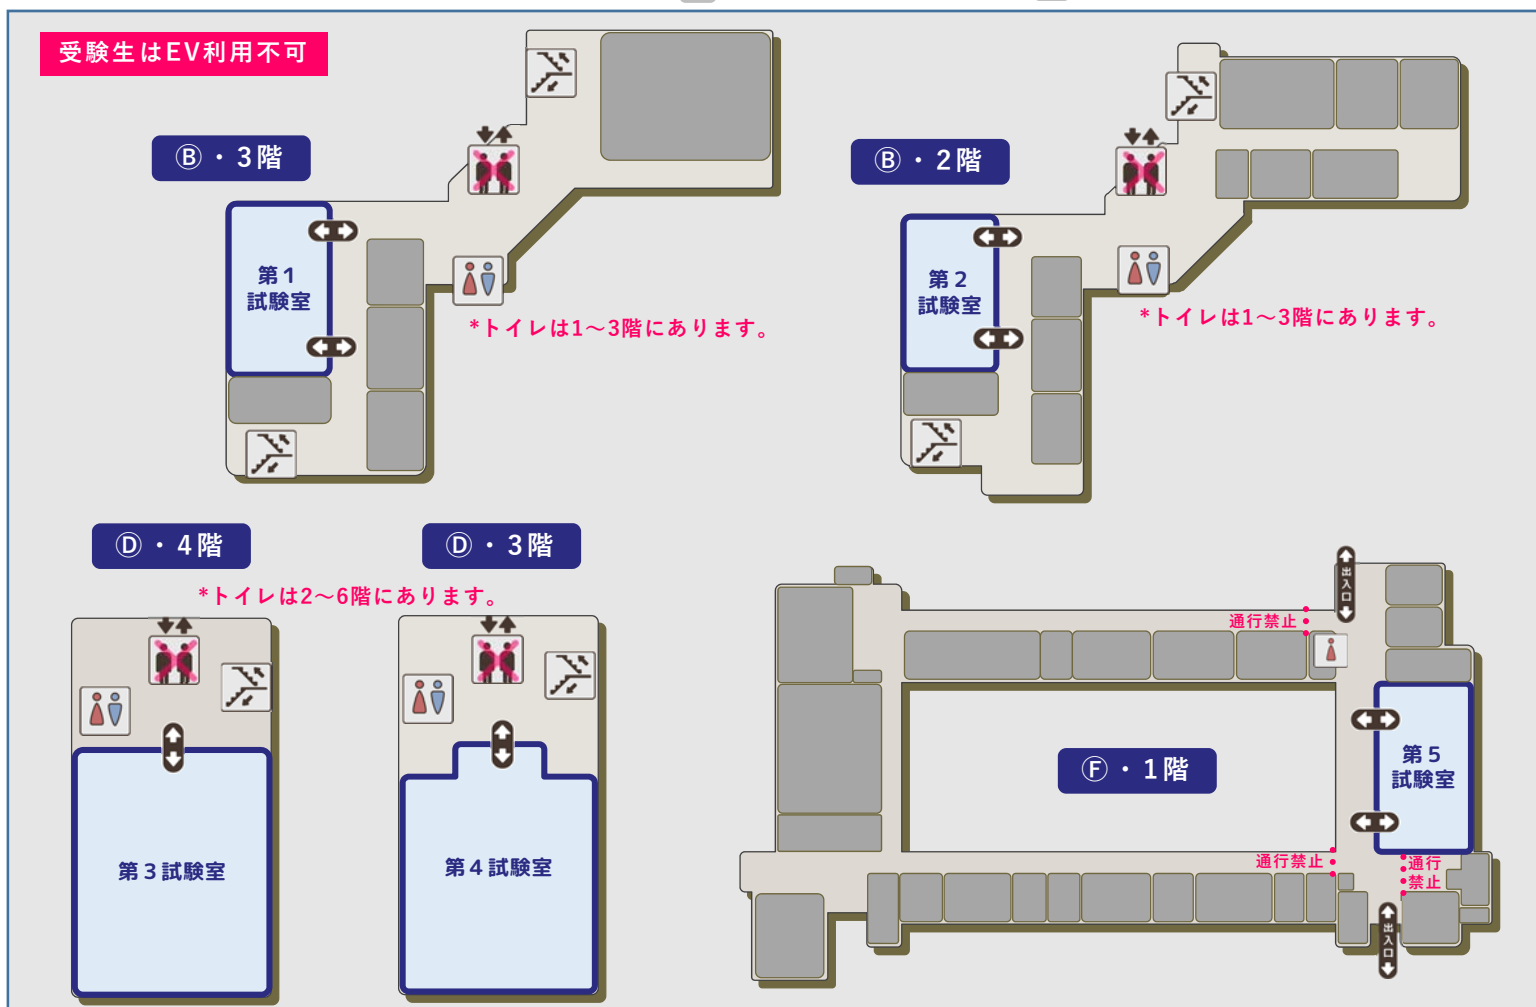 受験生はEV利用不可
Ⓑ・3階
第1
試験室
*トイレは1〜3階にあります。
Ⓑ・2階
第2
試験室
*トイレは1〜3階にあります。
Ⓓ・4階
Ⓓ・3階
*トイレは2〜6階にあります。
第3試験室
第4試験室
出入口
通行禁止
Ⓕ・1階
第5
試験室
通行禁止
通行
禁止
出入口